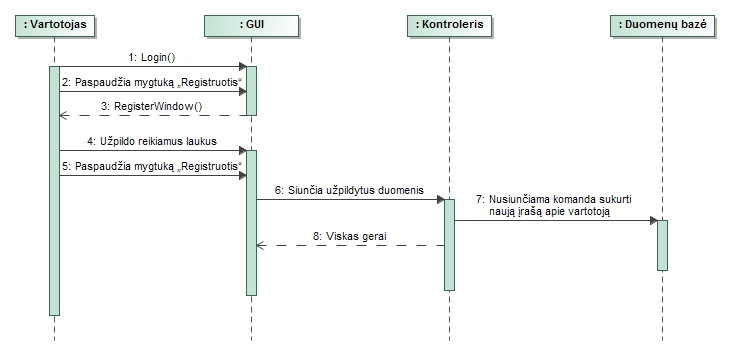 : Vartotojas
: GUI
: Kontroleris
: Duomenų bazė
1: Login()
2: Paspaudžia mygtuką „Registruotis“
3: RegisterWindow()
4: Užpildo reikiamus laukus
5: Paspaudžia mygtuką „Registruotis“
6: Siunčia užpildytus duomenis
7: Nusiunčiama komanda sukurti
naują įrašą apie vartotoją
8: Viskas gerai